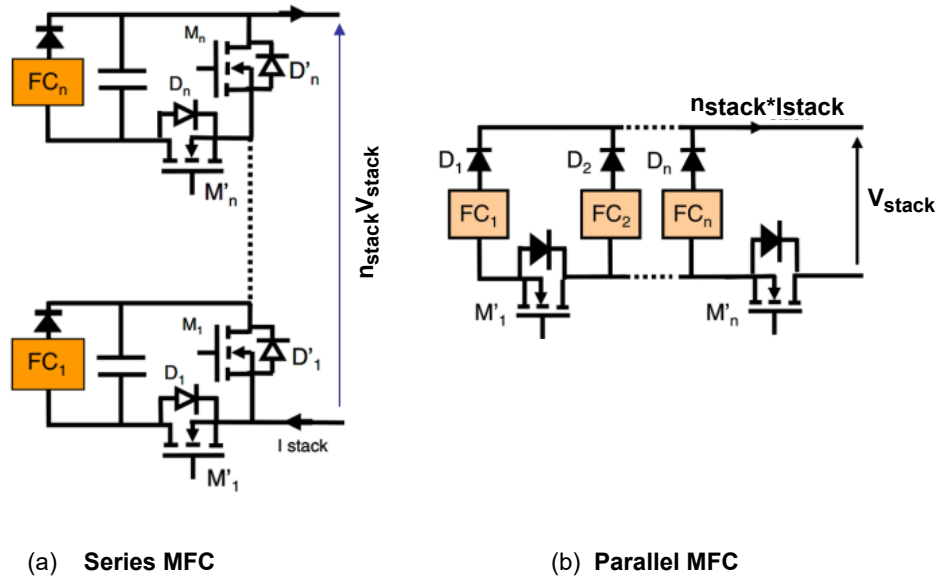 Mn
D'n
FCn
Dn
M'n
nstackVstack
M1
D'1
FC1
D1
I stack
M'1
nstack*Istack
D1
D2
Dn
FC1
FC2
FCn
Vstack
M'1
M'n
(a) Series MFC
(b) Parallel MFC